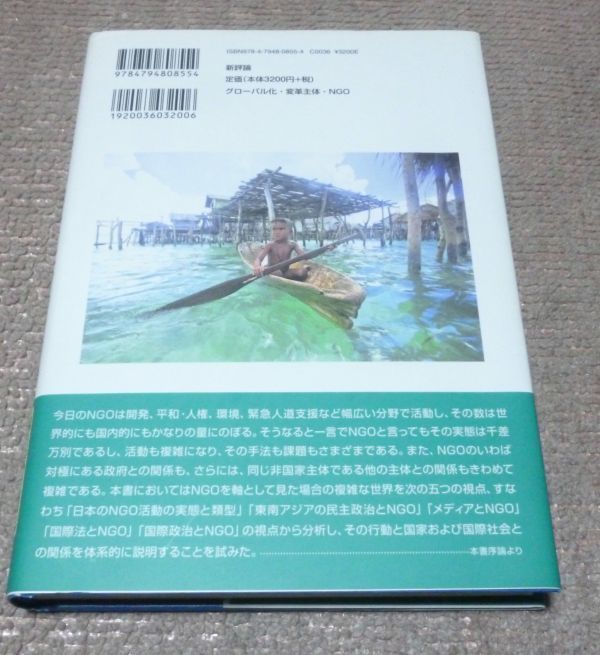 ISBN978-4-7948-0855-4 C0036 ¥3200E
新評論
定価(本体3200円+税)
グローバル化・変革主体・NGO
9784794808554
1920036032006
今日のNGOは開発、平和・人権、環境、緊急人道支援など幅広い分野で活動し、その数は世
界的にも国内的にもかなりの量にのぼる。そうなると一言でNGOと言ってもその実態は千差
万別であるし、活動も複雑になり、その手法も課題もさまざまである。また、NGOのいわば
対極にある政府との関係も、さらには、同じ非国家主体である他の主体との関係もきわめて
複雑である。本書においてはNGOを軸として見た場合の複雑な世界を次の五つの視点、すな
わち「日本のNGO活動の実態と類型」「東南アジアの民主政治とNGO」「メディアとNGO」
「国際法とNGO」「国際政治とNGO」の視点から分析し、その行動と国家および国際社会と
の関係を体系的に説明することを試みた。……………………………………本書序論より